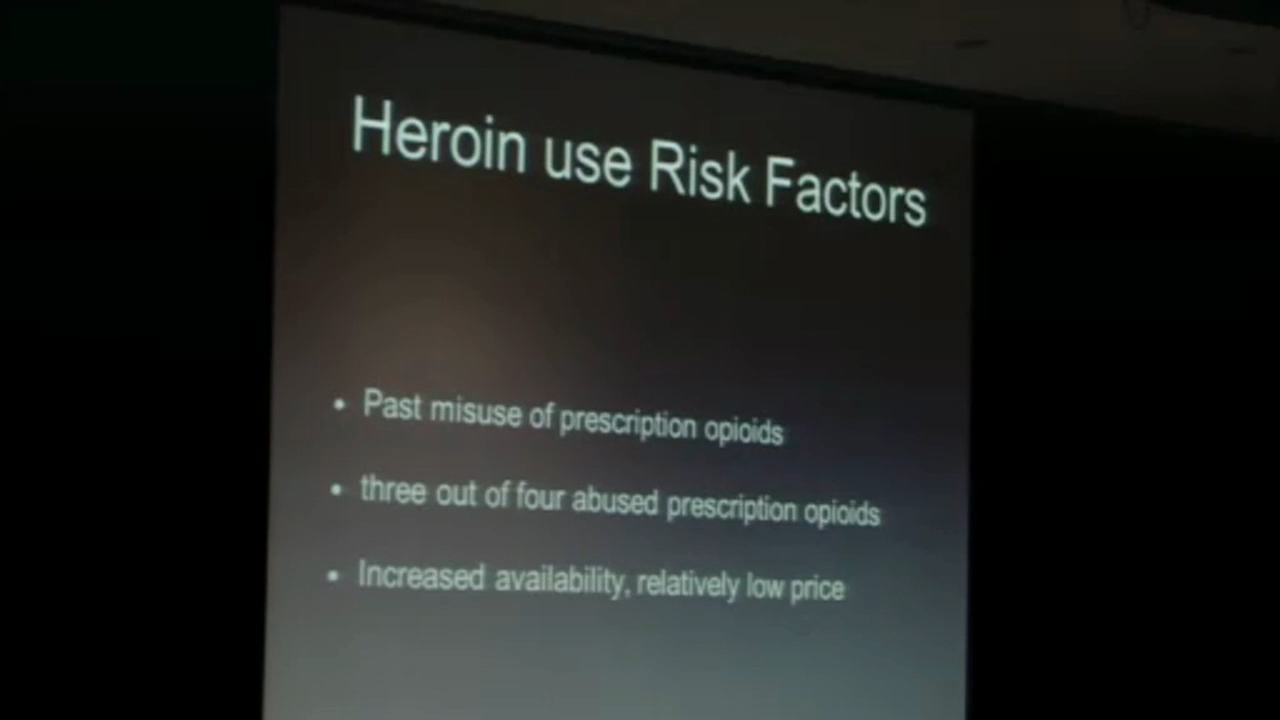 Heroin use Risk Factors
• Past misuse of prescription opioids
• three out of four abused prescription opioids
• Increased availability, relatively low price